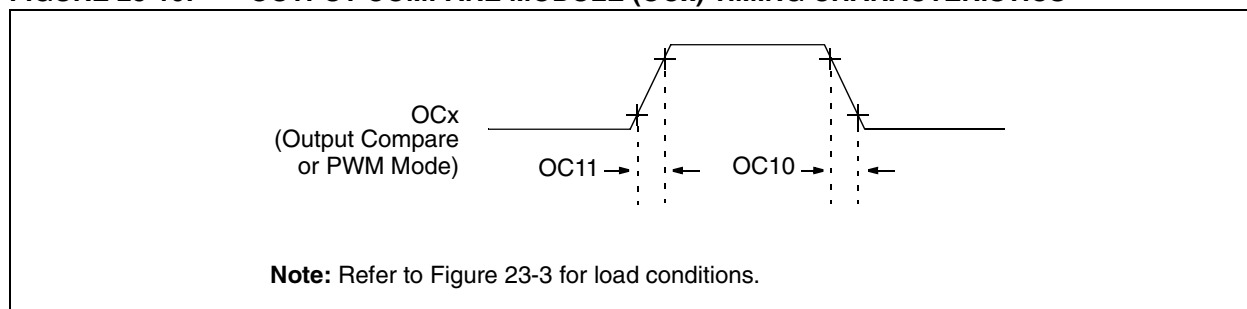 OCx
(Output Compare
or PWM Mode)
OC11
OC10
Note: Refer to Figure 23-3 for load conditions.